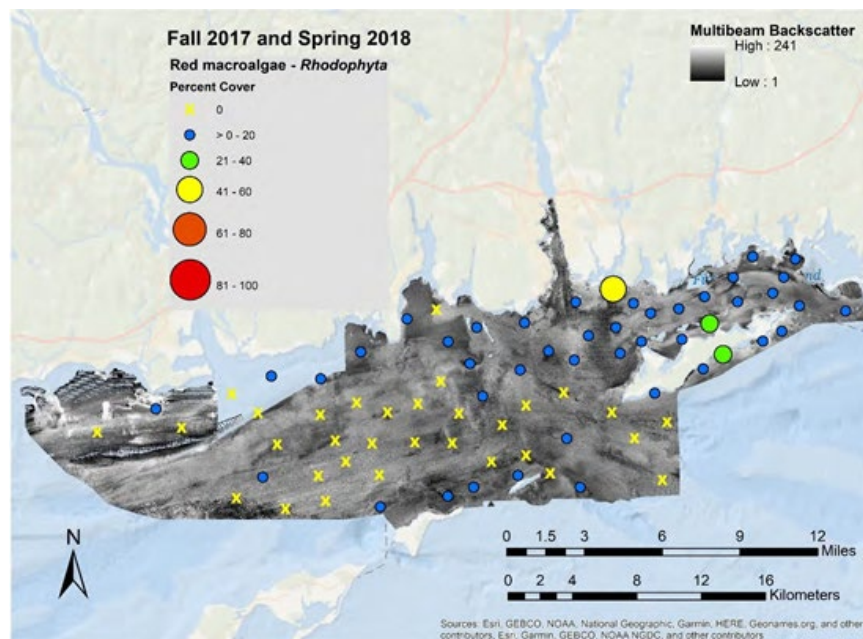 Fall 2017 and Spring 2018
Red macroalgae - Rhodophyta
Percent Cover
0
> 0 - 20
21 - 40
41 - 60
61 - 80
81 - 100
Multibeam Backscatter
High : 241
Low : 1
N
0 1.5 3 6 9 12
Miles
0 2 4 8 12 16
Kilometers
Sources: Esri, GEBCO, NOAA, National Geographic, Garmin, HERE, Geonames.org, and other
contributors, Esri, Garmin, GEBCO, NOAA NGDC, and other contributors